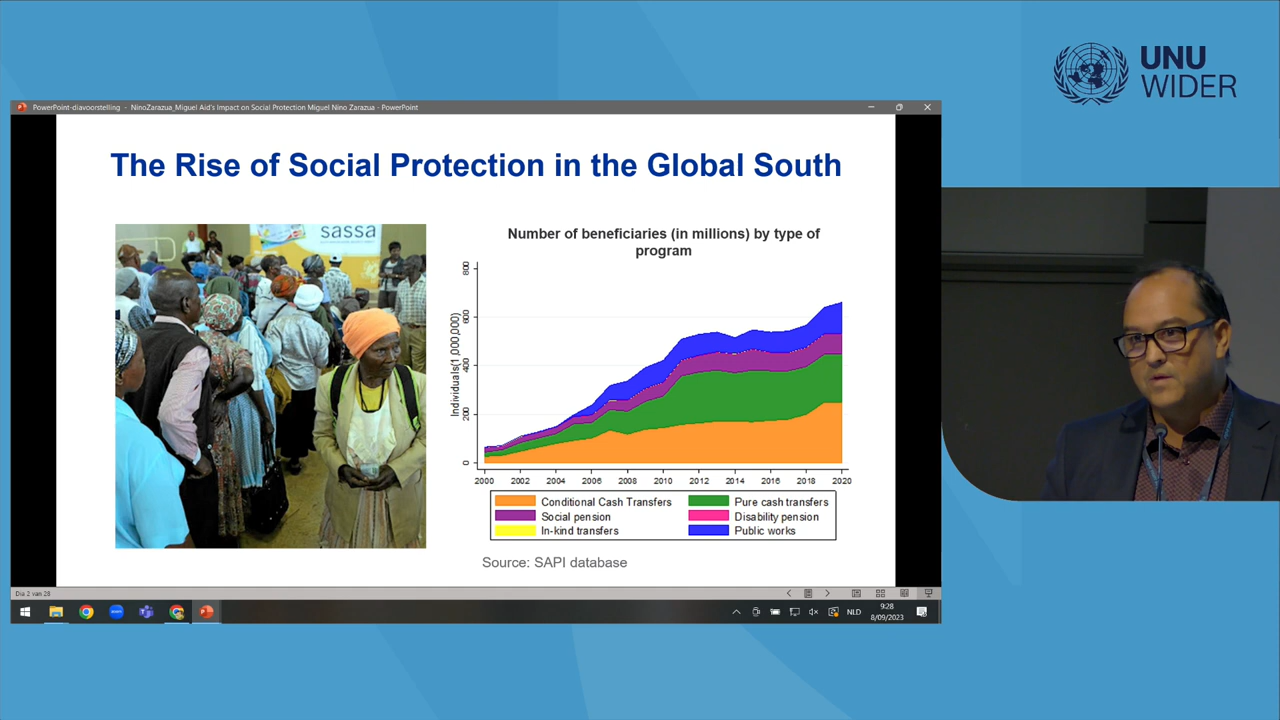 UNU
WIDER
PowerPoint-diavoorstelling - NinoZarazua_Miguel Aid's Impact on Social Protection Miguel Nino Zarazua - PowerPoint
The Rise of Social Protection in the Global South
sassa
Number of beneficiaries (in millions) by type of
program
Individuals(1,000,000)
800
600
400
200
0
2000 2002 2004 2006 2008 2010 2012 2014 2016 2018 2020
Conditional Cash Transfers
Pure cash transfers
Social pension
Disability pension
In-kind transfers
Public works
Source: SAPI database
Dia 2 van 28
NLD
9:28
8/09/2023